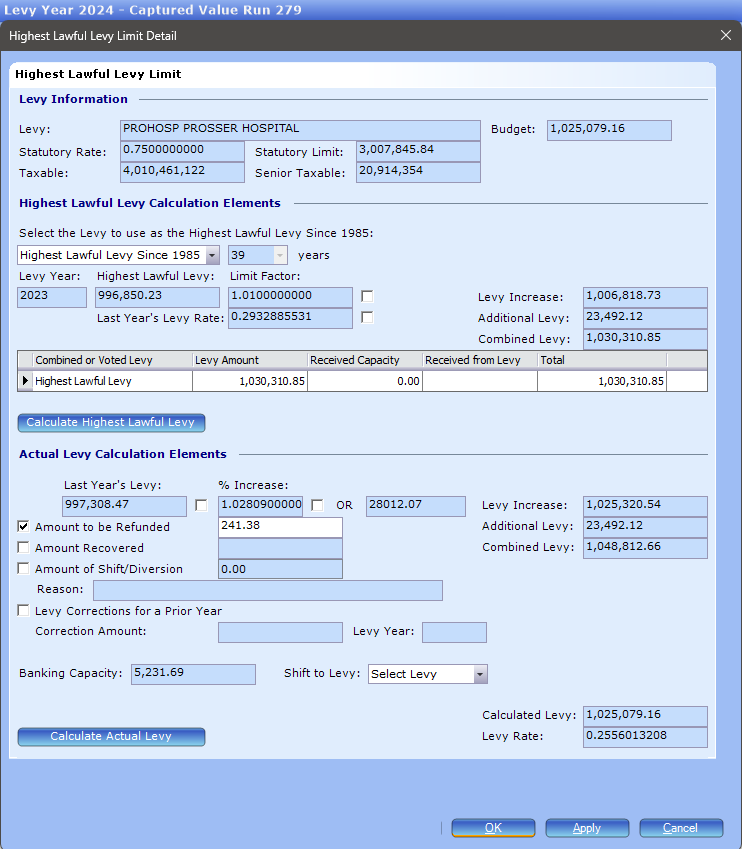 Levy Year 2024 - Captured Value Run 279
Highest Lawful Levy Limit Detail
Highest Lawful Levy Limit
Levy Information
Levy: PROHOSP PROSSER HOSPITAL Budget: 1,025,079.16
Statutory Rate: 0.7500000000 Statutory Limit: 3,007,845.84
Taxable: 4,010,461,122 Senior Taxable: 20,914,354
Highest Lawful Levy Calculation Elements
Select the Levy to use as the Highest Lawful Levy Since 1985:
Highest Lawful Levy Since 1985 39 years
Levy Year: Highest Lawful Levy: Limit Factor:
2023 996,850.23 1.0100000000 Levy Increase: 1,006,818.73
Last Year's Levy Rate: 0.2932885531 Additional Levy: 23,492.12
Combined Levy: 1,030,310.85
Combined or Voted Levy Levy Amount Received Capacity Received from Levy Total
Highest Lawful Levy 1,030,310.85 0.00 1,030,310.85
Calculate Highest Lawful Levy
Actual Levy Calculation Elements
Last Year's Levy: % Increase:
997,308.47 1.0280900000 OR 28012.07 Levy Increase: 1,025,320.54
Amount to be Refunded 241.38 Additional Levy: 23,492.12
Amount Recovered Combined Levy: 1,048,812.66
Amount of Shift/Diversion 0.00
Reason:
Levy Corrections for a Prior Year
Correction Amount: Levy Year:
Banking Capacity: 5,231.69 Shift to Levy: Select Levy
Calculated Levy: 1,025,079.16
Calculate Actual Levy Levy Rate: 0.2556013208
OK Apply Cancel